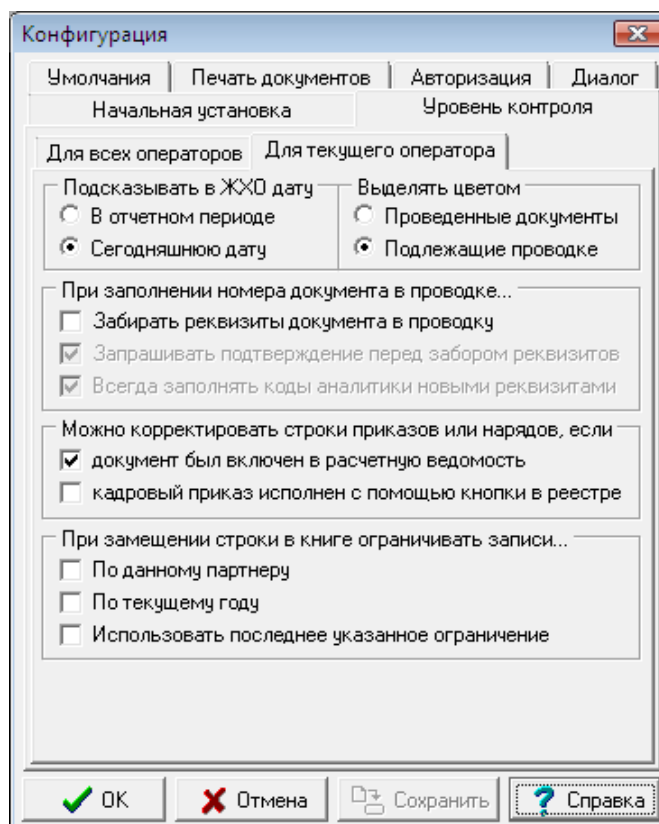 Конфигурация
Умолчания Печать документов Авторизация Диалог
Начальная установка Уровень контроля
Для всех операторов Для текущего оператора
Подсказывать в ЖХО дату Выделять цветом
В отчетном периоде Проведенные документы
Сегодняшнюю дату Подлежащие проводке
При заполнении номера документа в проводке...
Забирать реквизиты документа в проводку
Запрашивать подтверждение перед забором реквизитов
Всегда заполнять коды аналитики новыми реквизитами
Можно корректировать строки приказов или нарядов, если
документ был включен в расчетную ведомость
кадровый приказ исполнен с помощью кнопки в реестре
При замещении строки в книге ограничивать записи...
По данному партнеру
По текущему году
Использовать последнее указанное ограничение
OK Отмена Сохранить Справка